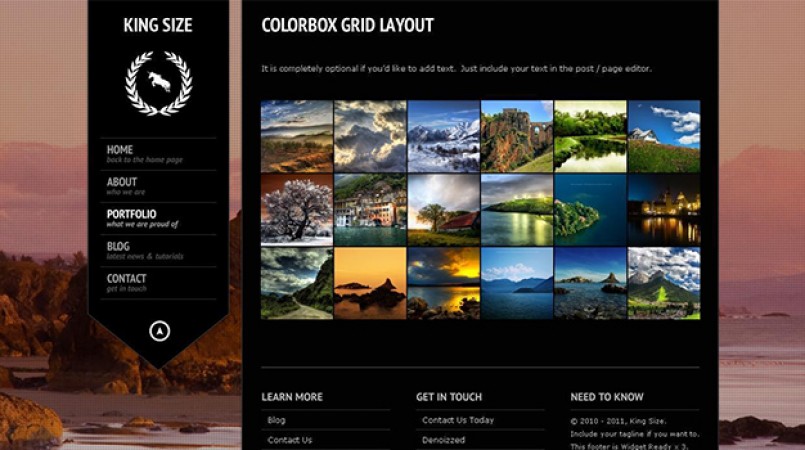 KING SIZE
HOME
back to the home page
ABOUT
who we are
PORTFOLIO
what we are proud of
BLOG
latest news & tutorials
CONTACT
get in touch
COLORBOX GRID LAYOUT
It is completely optional if you'd like to add text. Just include your text in the post / page editor.
LEARN MORE
Blog
Contact Us
GET IN TOUCH
Contact Us Today
Denoizzed
NEED TO KNOW
© 2010 - 2011, King Size.
Include your tagline if you want to.
This footer is Widget Ready x 3.